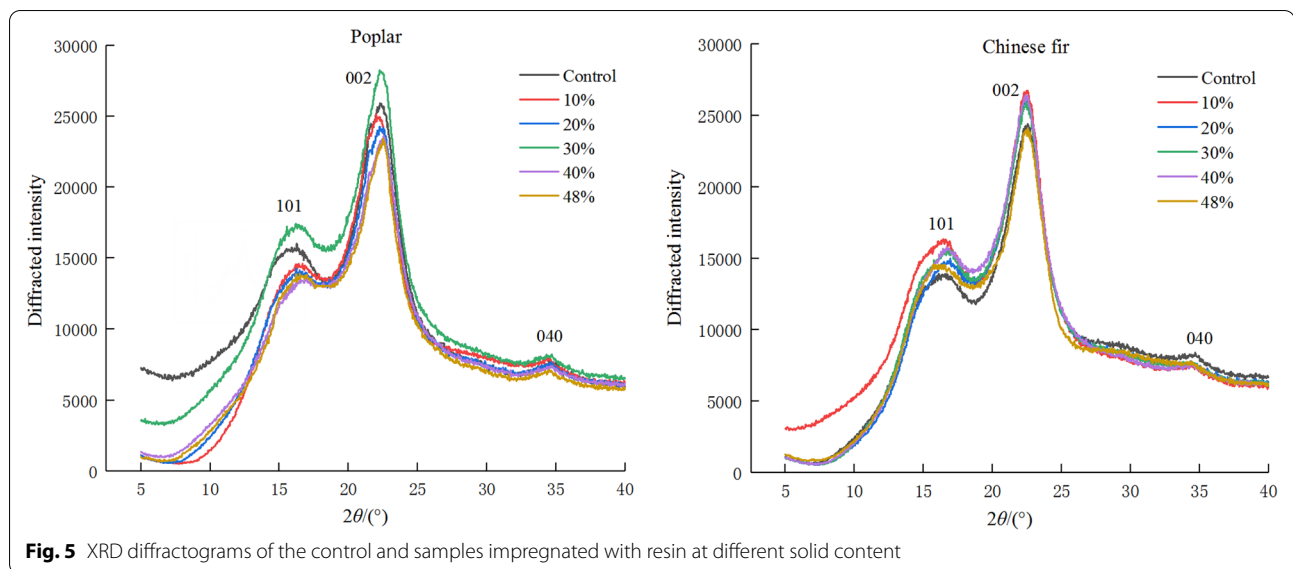 Poplar
30000
25000
20000
15000
10000
5000
0
Diffracted intensity
002
101
040
Control
10%
20%
30%
40%
48%
5 10 15 20 25 30 35 40
2θ/(°)
Chinese fir
30000
25000
20000
15000
10000
5000
0
Diffracted intensity
002
101
040
Control
10%
20%
30%
40%
48%
5 10 15 20 25 30 35 40
2θ/(°)
Fig. 5 XRD diffractograms of the control and samples impregnated with resin at different solid content